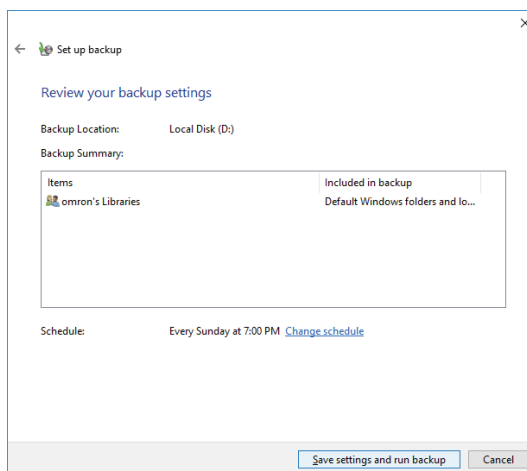 Set up backup
Review your backup settings
Backup Location: Local Disk (D:)
Backup Summary:
Items Included in backup
omron's Libraries Default Windows folders and lo...
Schedule: Every Sunday at 7:00 PM Change schedule
Save settings and run backup Cancel